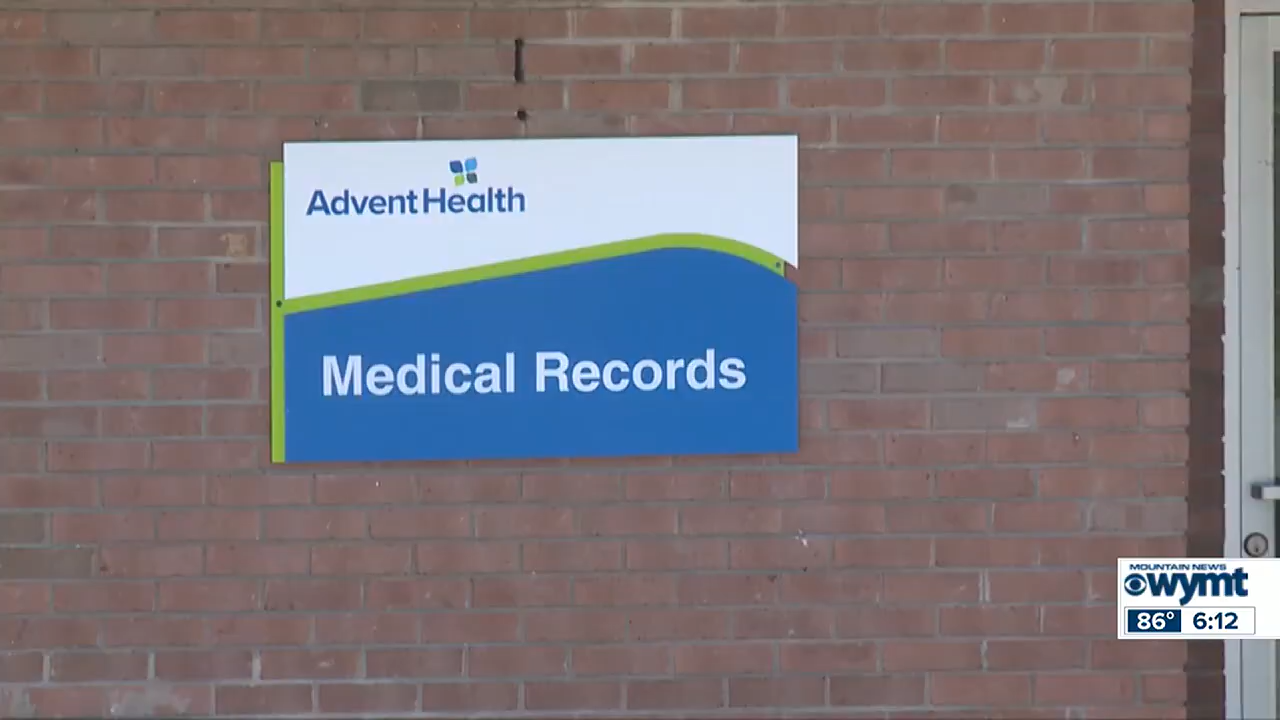 AdventHealth
Medical Records
MOUNTAIN NEWS
wymt
86° 6:12